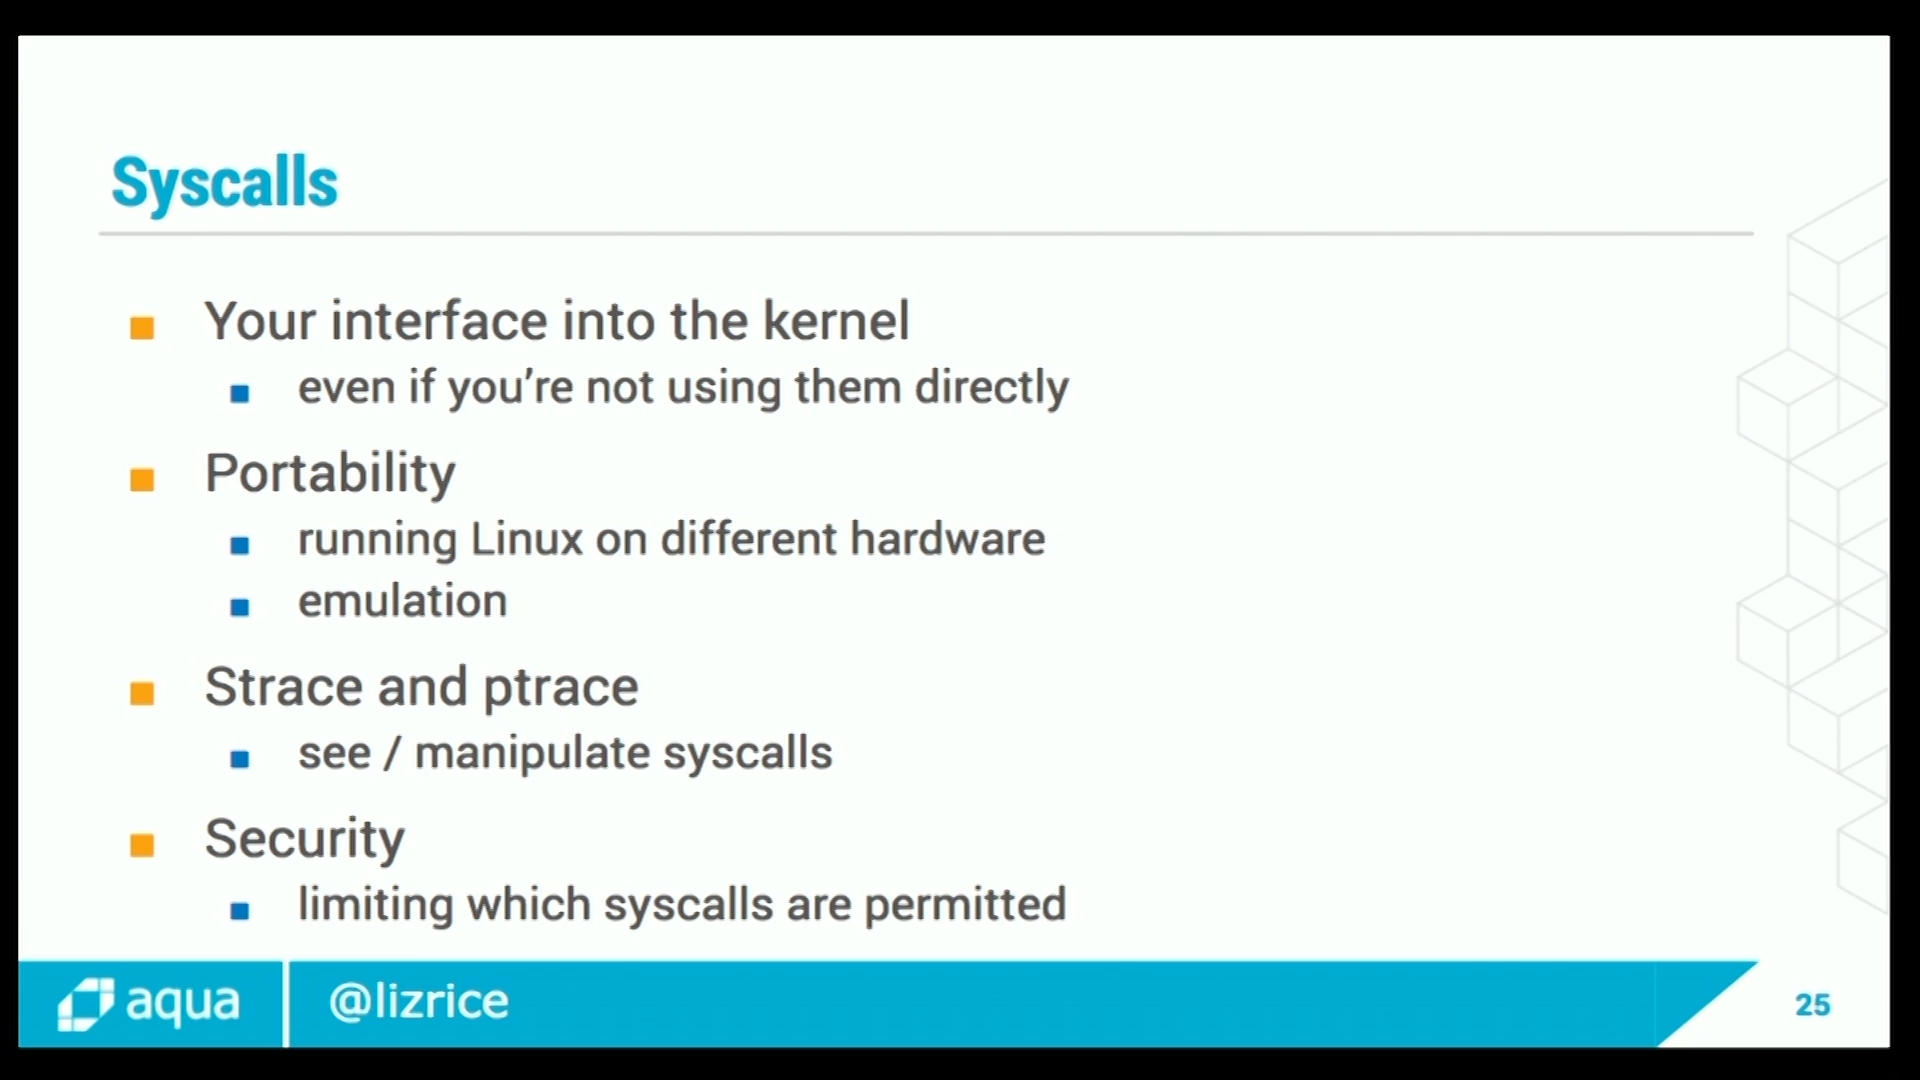 Syscalls
Your interface into the kernel
even if you’re not using them directly
Portability
running Linux on different hardware
emulation
Strace and ptrace
see / manipulate syscalls
Security
limiting which syscalls are permitted
aqua
@lizrice
25